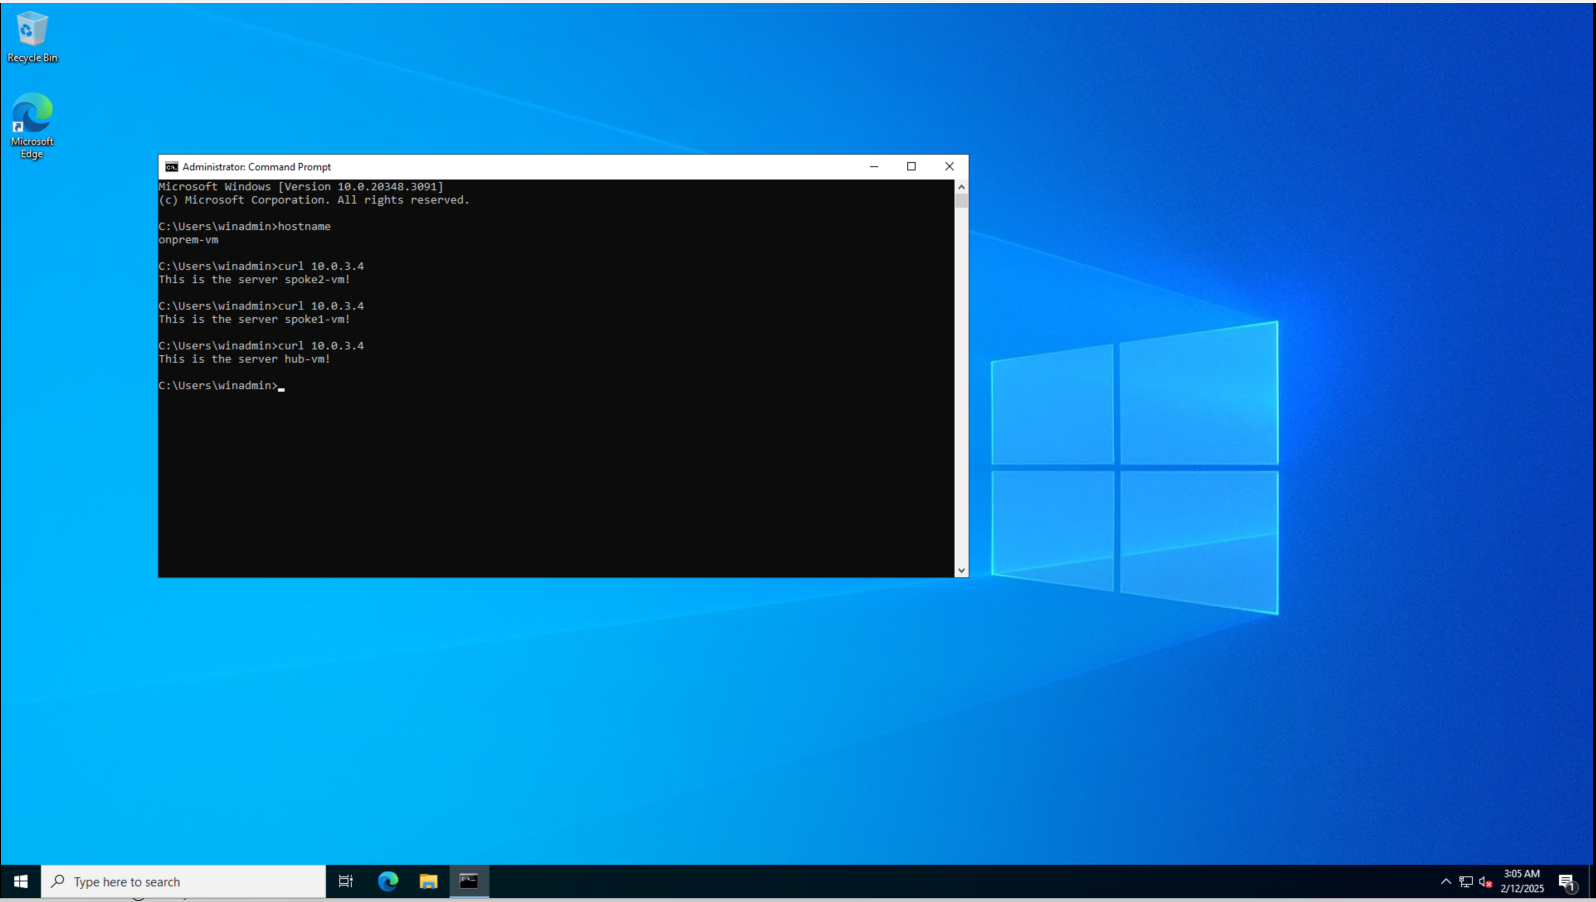 Recycle Bin
Microsoft
Edge
Administrator: Command Prompt
Microsoft Windows [Version 10.0.20348.3091]
(c) Microsoft Corporation. All rights reserved.
C:\Users\winadmin>hostname
onprem-vm
C:\Users\winadmin>curl 10.0.3.4
This is the server spoke2-vm!
C:\Users\winadmin>curl 10.0.3.4
This is the server spoke1-vm!
C:\Users\winadmin>curl 10.0.3.4
This is the server hub-vm!
C:\Users\winadmin>
Type here to search
3:05 AM
2/12/2025
1